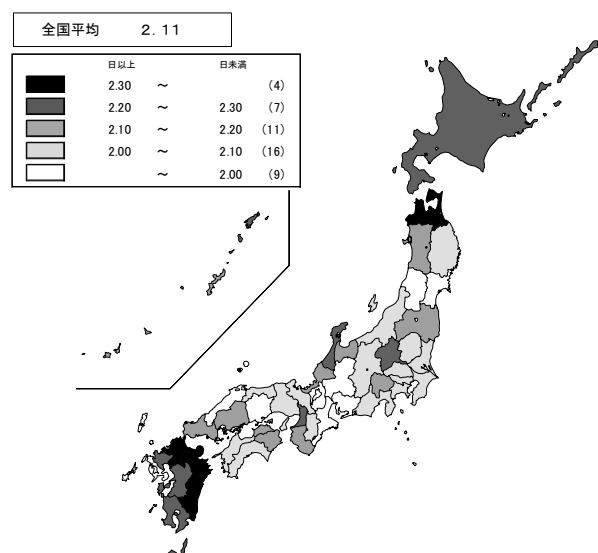 全国平均 2.11
日以上 日未満
2.30 ～ (4)
2.20 ～ 2.30 (7)
2.10 ～ 2.20 (11)
2.00 ～ 2.10 (16)
～ 2.00 (9)